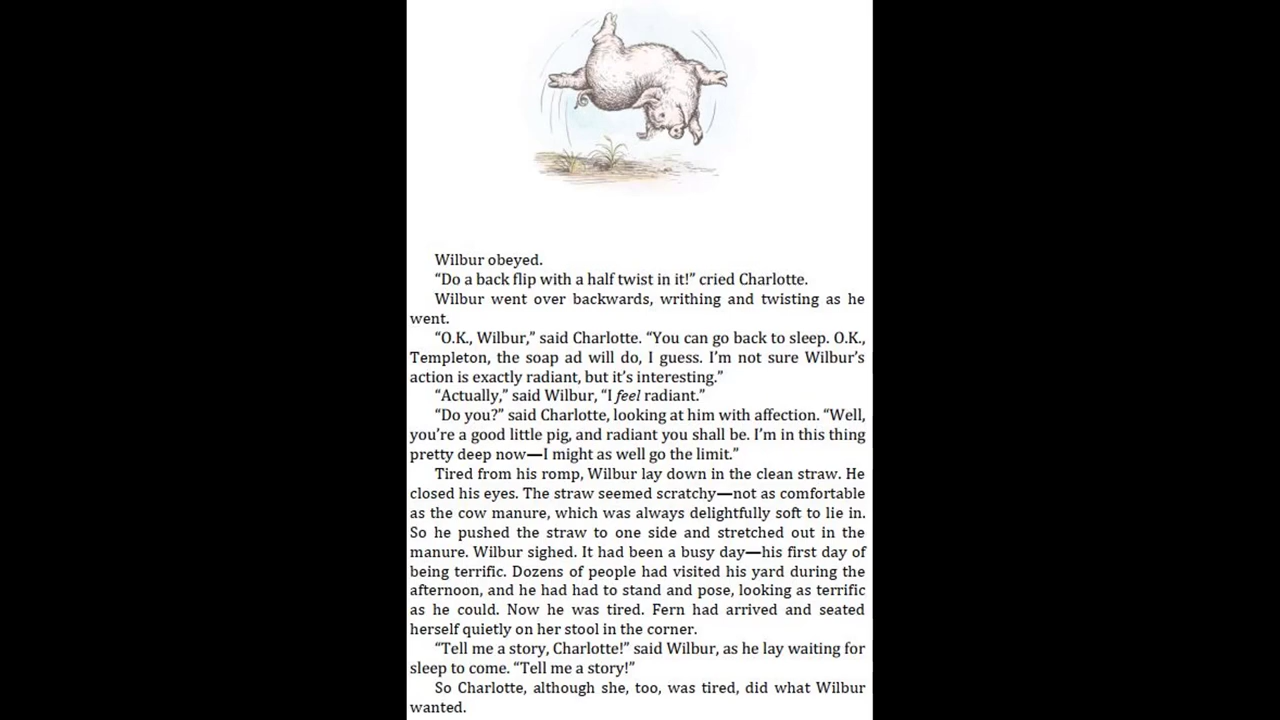 Wilbur obeyed.
“Do a back flip with a half twist in it!” cried Charlotte.
Wilbur went over backwards, writhing and twisting as he
went.
“O.K., Wilbur,” said Charlotte. “You can go back to sleep. O.K.,
Templeton, the soap ad will do, I guess. I’m not sure Wilbur’s
action is exactly radiant, but it’s interesting.”
“Actually,” said Wilbur, “I feel radiant.”
“Do you?” said Charlotte, looking at him with affection. “Well,
you’re a good little pig, and radiant you shall be. I’m in this thing
pretty deep now—I might as well go the limit.”
Tired from his romp, Wilbur lay down in the clean straw. He
closed his eyes. The straw seemed scratchy—not as comfortable
as the cow manure, which was always delightfully soft to lie in.
So he pushed the straw to one side and stretched out in the
manure. Wilbur sighed. It had been a busy day—his first day of
being terrific. Dozens of people had visited his yard during the
afternoon, and he had had to stand and pose, looking as terrific
as he could. Now he was tired. Fern had arrived and seated
herself quietly on her stool in the corner.
“Tell me a story, Charlotte!” said Wilbur, as he lay waiting for
sleep to come. “Tell me a story!”
So Charlotte, although she, too, was tired, did what Wilbur
wanted.